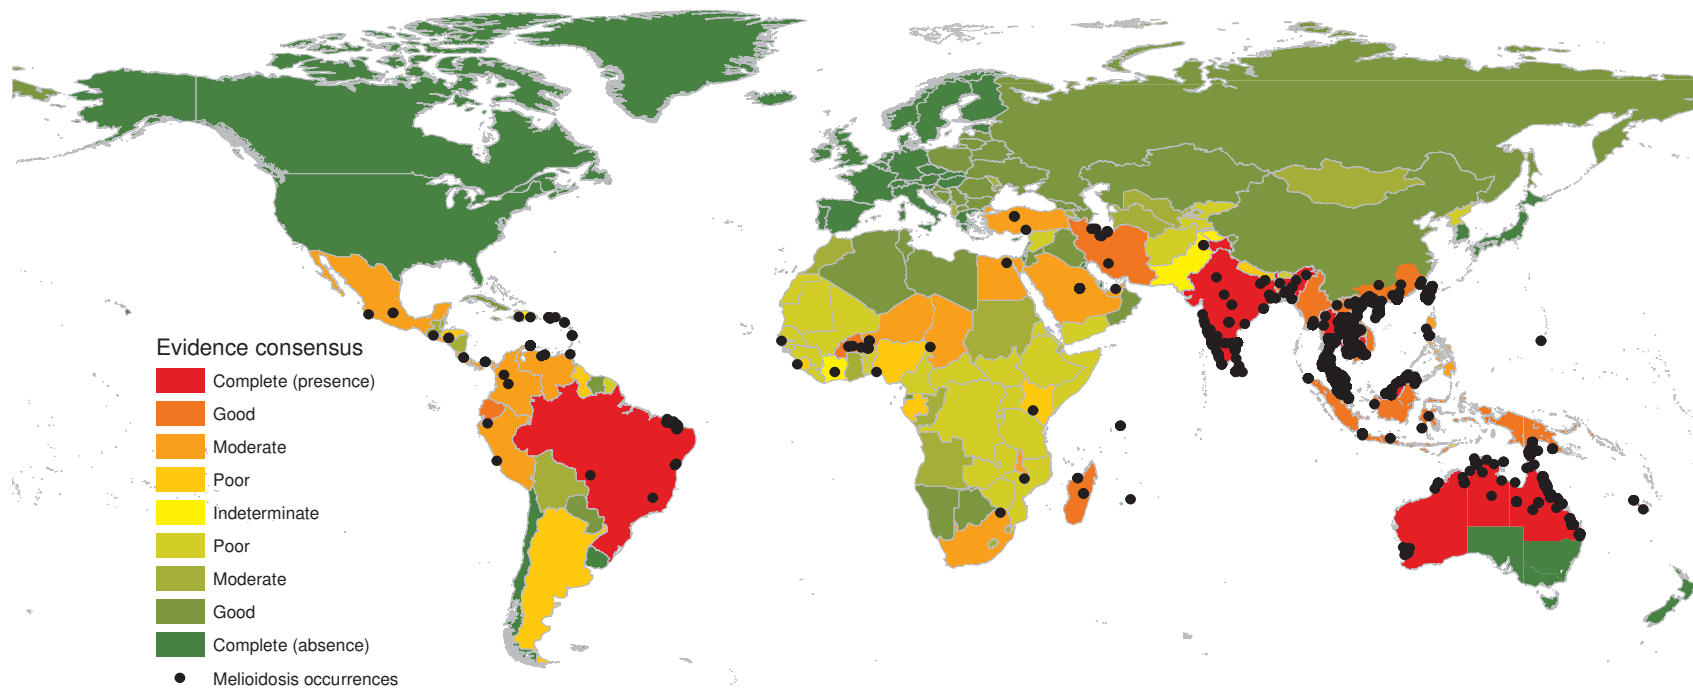 Evidence consensus
Complete (presence)
Good
Moderate
Poor
Indeterminate
Poor
Moderate
Good
Complete (absence)
Melioidosis occurrences